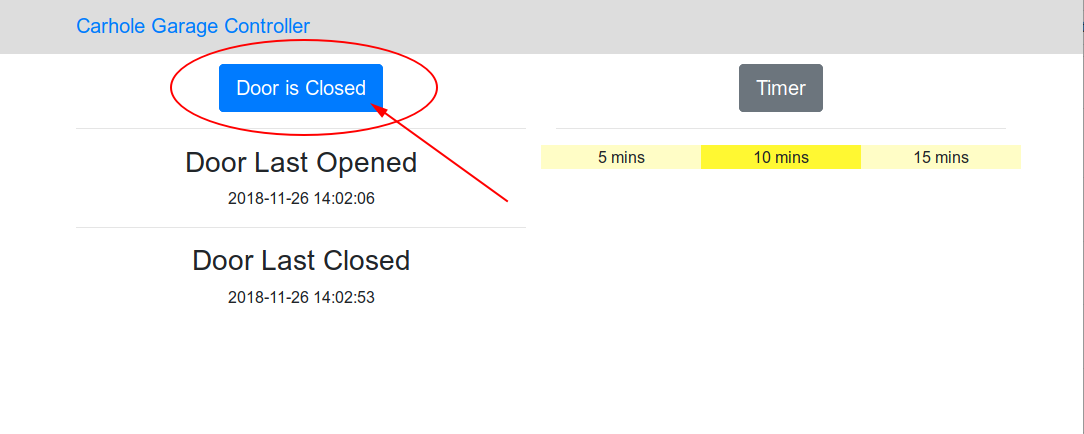 Carhole Garage Controller
Door is Closed
Timer
Door Last Opened
2018-11-26 14:02:06
5 mins 10 mins 15 mins
Door Last Closed
2018-11-26 14:02:53